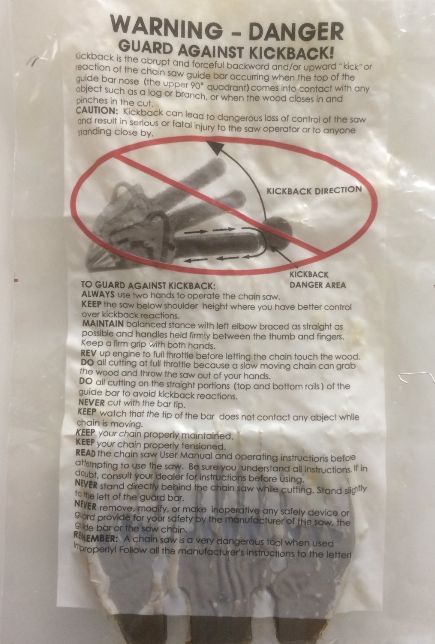 WARNING - DANGER
GUARD AGAINST KICKBACK!
Kickback is the abrupt and forceful backward and/or upward "kick" or
reaction of the chain saw guide bar occurring when the top of the
guide bar nose (the upper 90° quadrant) comes into contact with any
object such as a log or branch, or when the wood closes in and
pinches in the cut.
CAUTION: Kickback can lead to dangerous loss of control of the saw
and result in serious or fatal injury to the saw operator or to anyone
standing close by.
KICKBACK DIRECTION
KICKBACK
DANGER AREA
TO GUARD AGAINST KICKBACK:
ALWAYS use two hands to operate the chain saw.
KEEP the saw below shoulder height where you have better control
over kickback reactions.
MAINTAIN balanced stance with left elbow braced as straight as
possible and handles held firmly between the thumb and fingers.
Keep a firm grip with both hands.
REV up engine to full throttle before letting the chain touch the wood.
DO all cutting at full throttle because a slow moving chain can grab
the wood and throw the saw out of your hands.
DO all cutting on the straight portions (top and bottom rails) of the
guide bar to avoid kickback reactions.
NEVER cut with the bar tip.
KEEP watch that the tip of the bar does not contact any abject while
chain is moving.
KEEP your chain properly maintained.
KEEP your chain properly tensioned.
READ the chain saw User Manual and operating instructions before
attempting to use the saw. Be sure you understand all instructions. If in
doubt, consult your dealer for instructions before using.
NEVER stand directly behind the chain saw while cutting. Stand slightly
to the left of the guard bar.
NEVER remove, modify, or make inoperative any safely device or
guard provide for your safety by the manufacturer of the saw, the
guide bar or the saw chain.
REMEMBER: A chain saw is a very dangerous tool when used
improperly! Follow all the manufacturer's instructions to the letter!